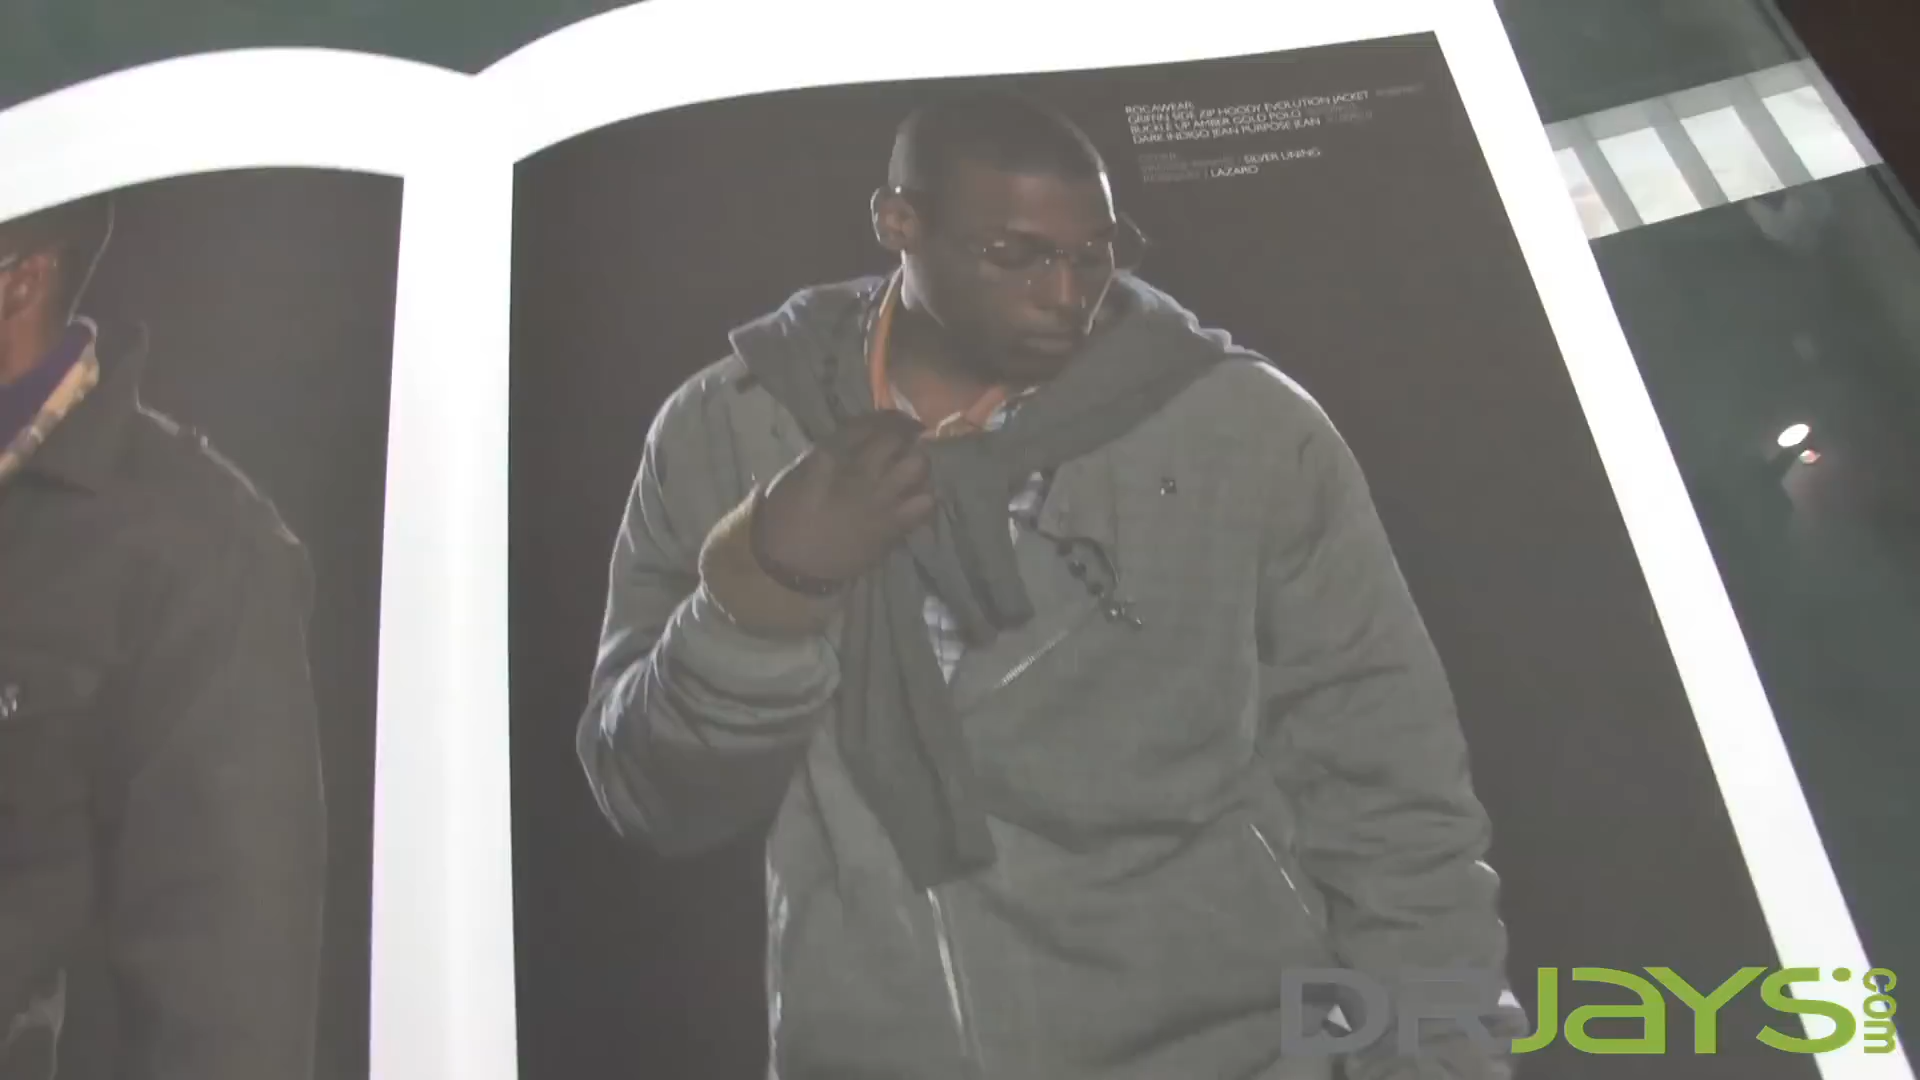 ROCAWEAR
GRIFFIN SIDE ZIP HOODY EVOLUTION JACKET
BUCKLE UP AMBER GOLD POLO
DARK INDIGO JEAN PURPOSE JEAN
SILVER LINING
LAZARO
DRJAYS.com